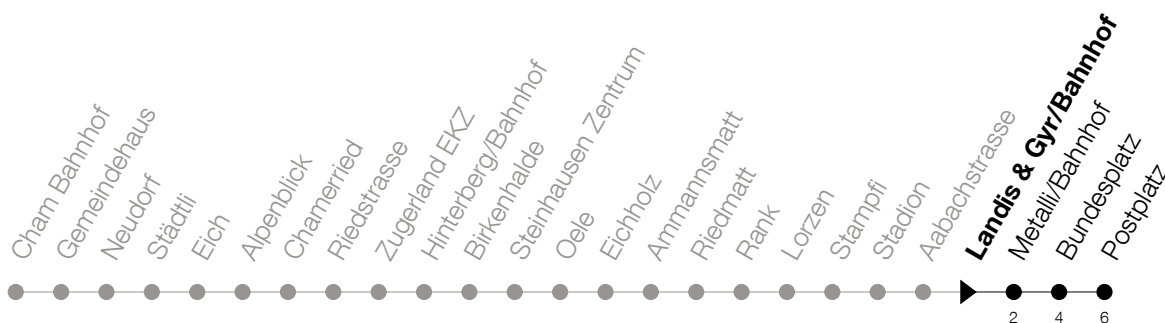 Cham Bahnhof
Gemeindehaus
Neudorf
Städtli
Eich
Alpenblick
Chamerried
Riedstrasse
Zugerland EKZ
Hinterberg/Bahnhof
Birkenhalde
Steinhausen Zentrum
Oele
Eichholz
Ammannsmatt
Riedmatt
Rank
Lorzen
Stampfi
Stadion
Aabachstrasse
Landis & Gyr/Bahnhof
Metalli/Bahnhof
Bundesplatz
Postplatz
2 4 6